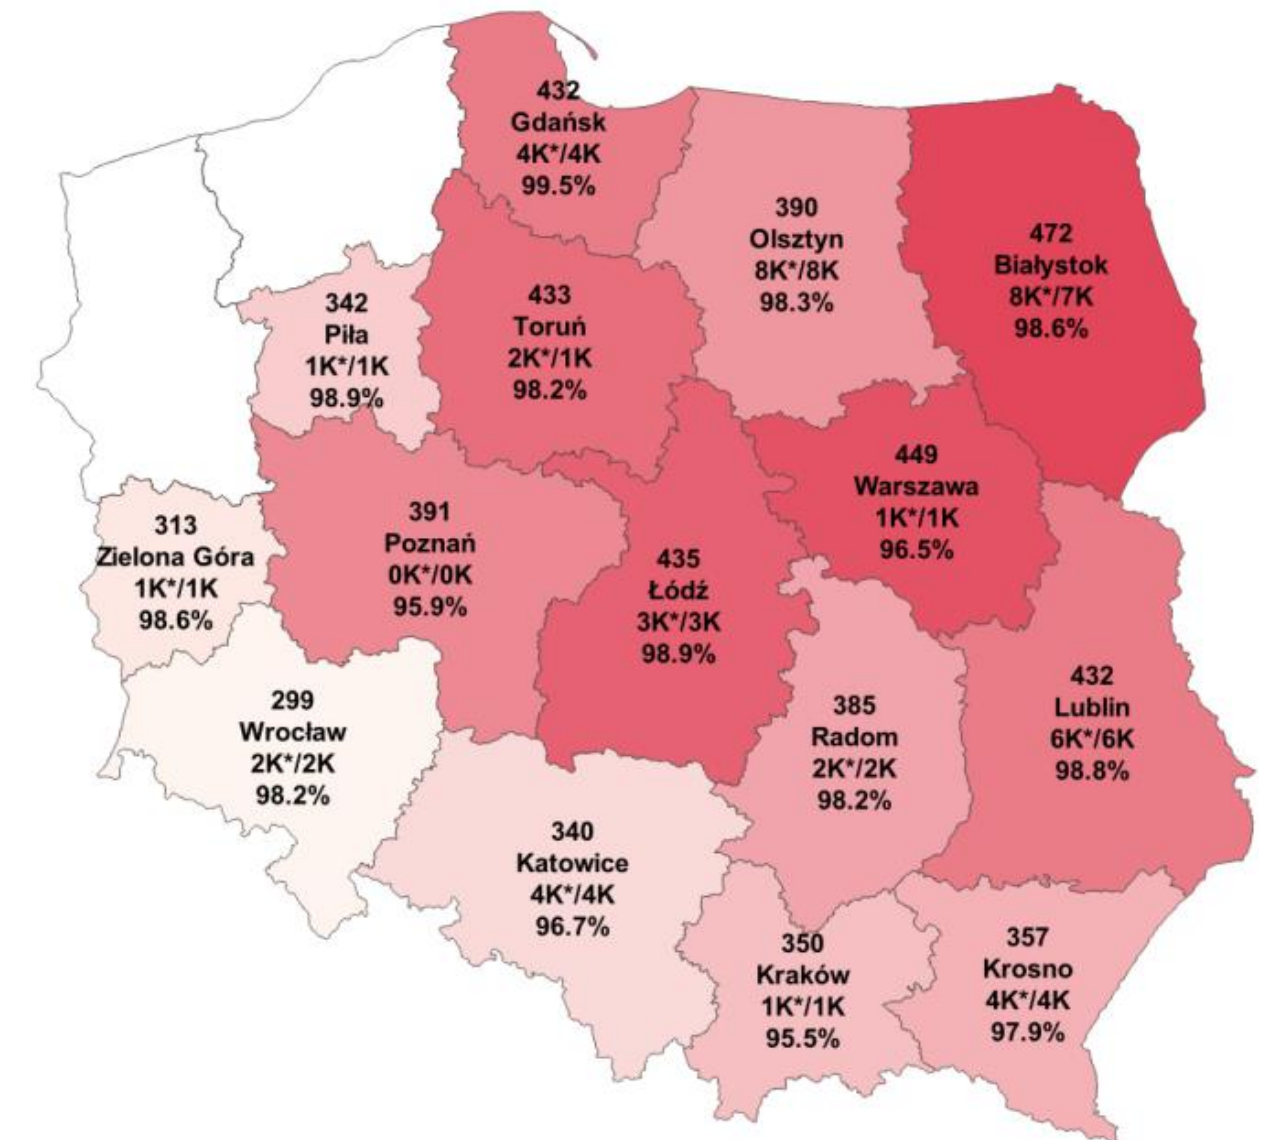 432
Gdańsk
4K*/4K
99.5%
390
Olsztyn
8K*/8K
98.3%
472
Białystok
8K*/7K
98.6%
342
Piła
1K*/1K
98.9%
433
Toruń
2K*/1K
98.2%
449
Warszawa
1K*/1K
96.5%
313
Zielona Góra
1K*/1K
98.6%
391
Poznań
0K*/0K
95.9%
435
Łódź
3K*/3K
98.9%
432
Lublin
6K*/6K
98.8%
299
Wrocław
2K*/2K
98.2%
385
Radom
2K*/2K
98.2%
340
Katowice
4K*/4K
96.7%
350
Kraków
1K*/1K
95.5%
357
Krosno
4K*/4K
97.9%